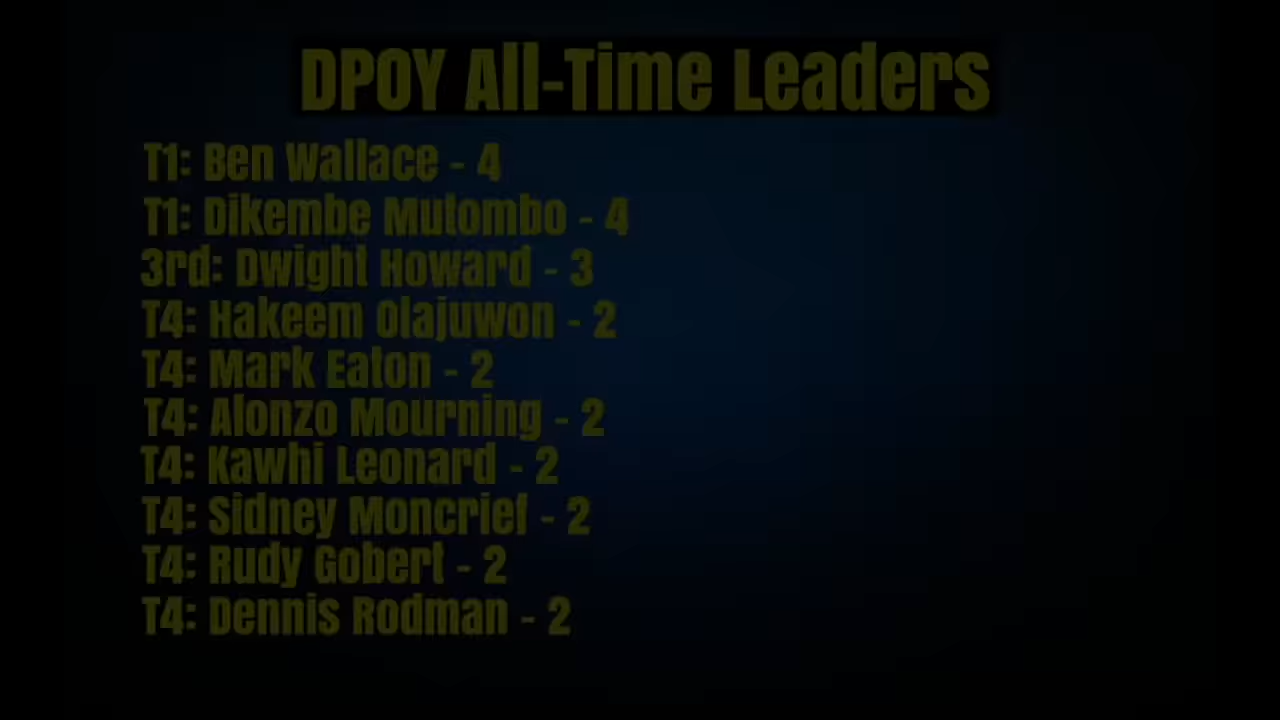 DPOY All-Time Leaders
T1: Ben Wallace - 4
T1: Dikembe Mutombo - 4
3rd: Dwight Howard - 3
T4: Hakeem Olajuwon - 2
T4: Mark Eaton - 2
T4: Alonzo Mourning - 2
T4: Kawhi Leonard - 2
T4: Sidney Moncrief - 2
T4: Rudy Gobert - 2
T4: Dennis Rodman - 2